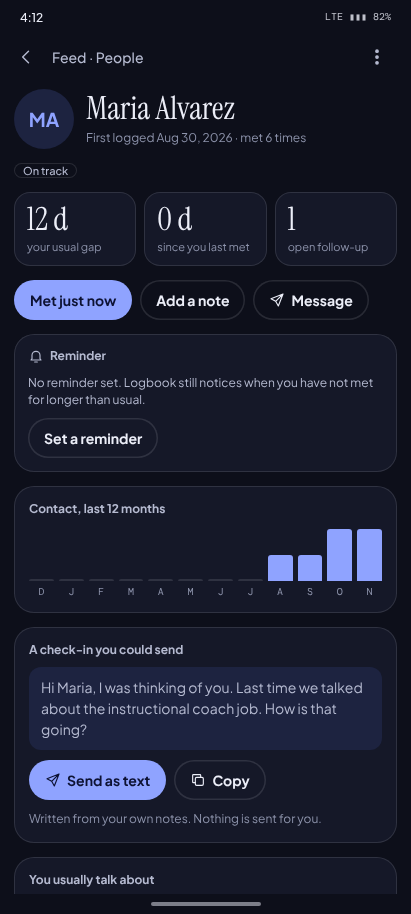 4:12
LTE 82%
Feed · People
MA
Maria Alvarez
First logged Aug 30, 2026 · met 6 times
On track
12 d
your usual gap
0 d
since you last met
1
open follow-up
Met just now
Add a note
Message
Reminder
No reminder set. Logbook still notices when you have not met
for longer than usual.
Set a reminder
Contact, last 12 months
D J F M A M J J A S O N
A check-in you could send
Hi Maria, I was thinking of you. Last time we talked
about the instructional coach job. How is that
going?
Send as text
Copy
Written from your own notes. Nothing is sent for you.
You usually talk about